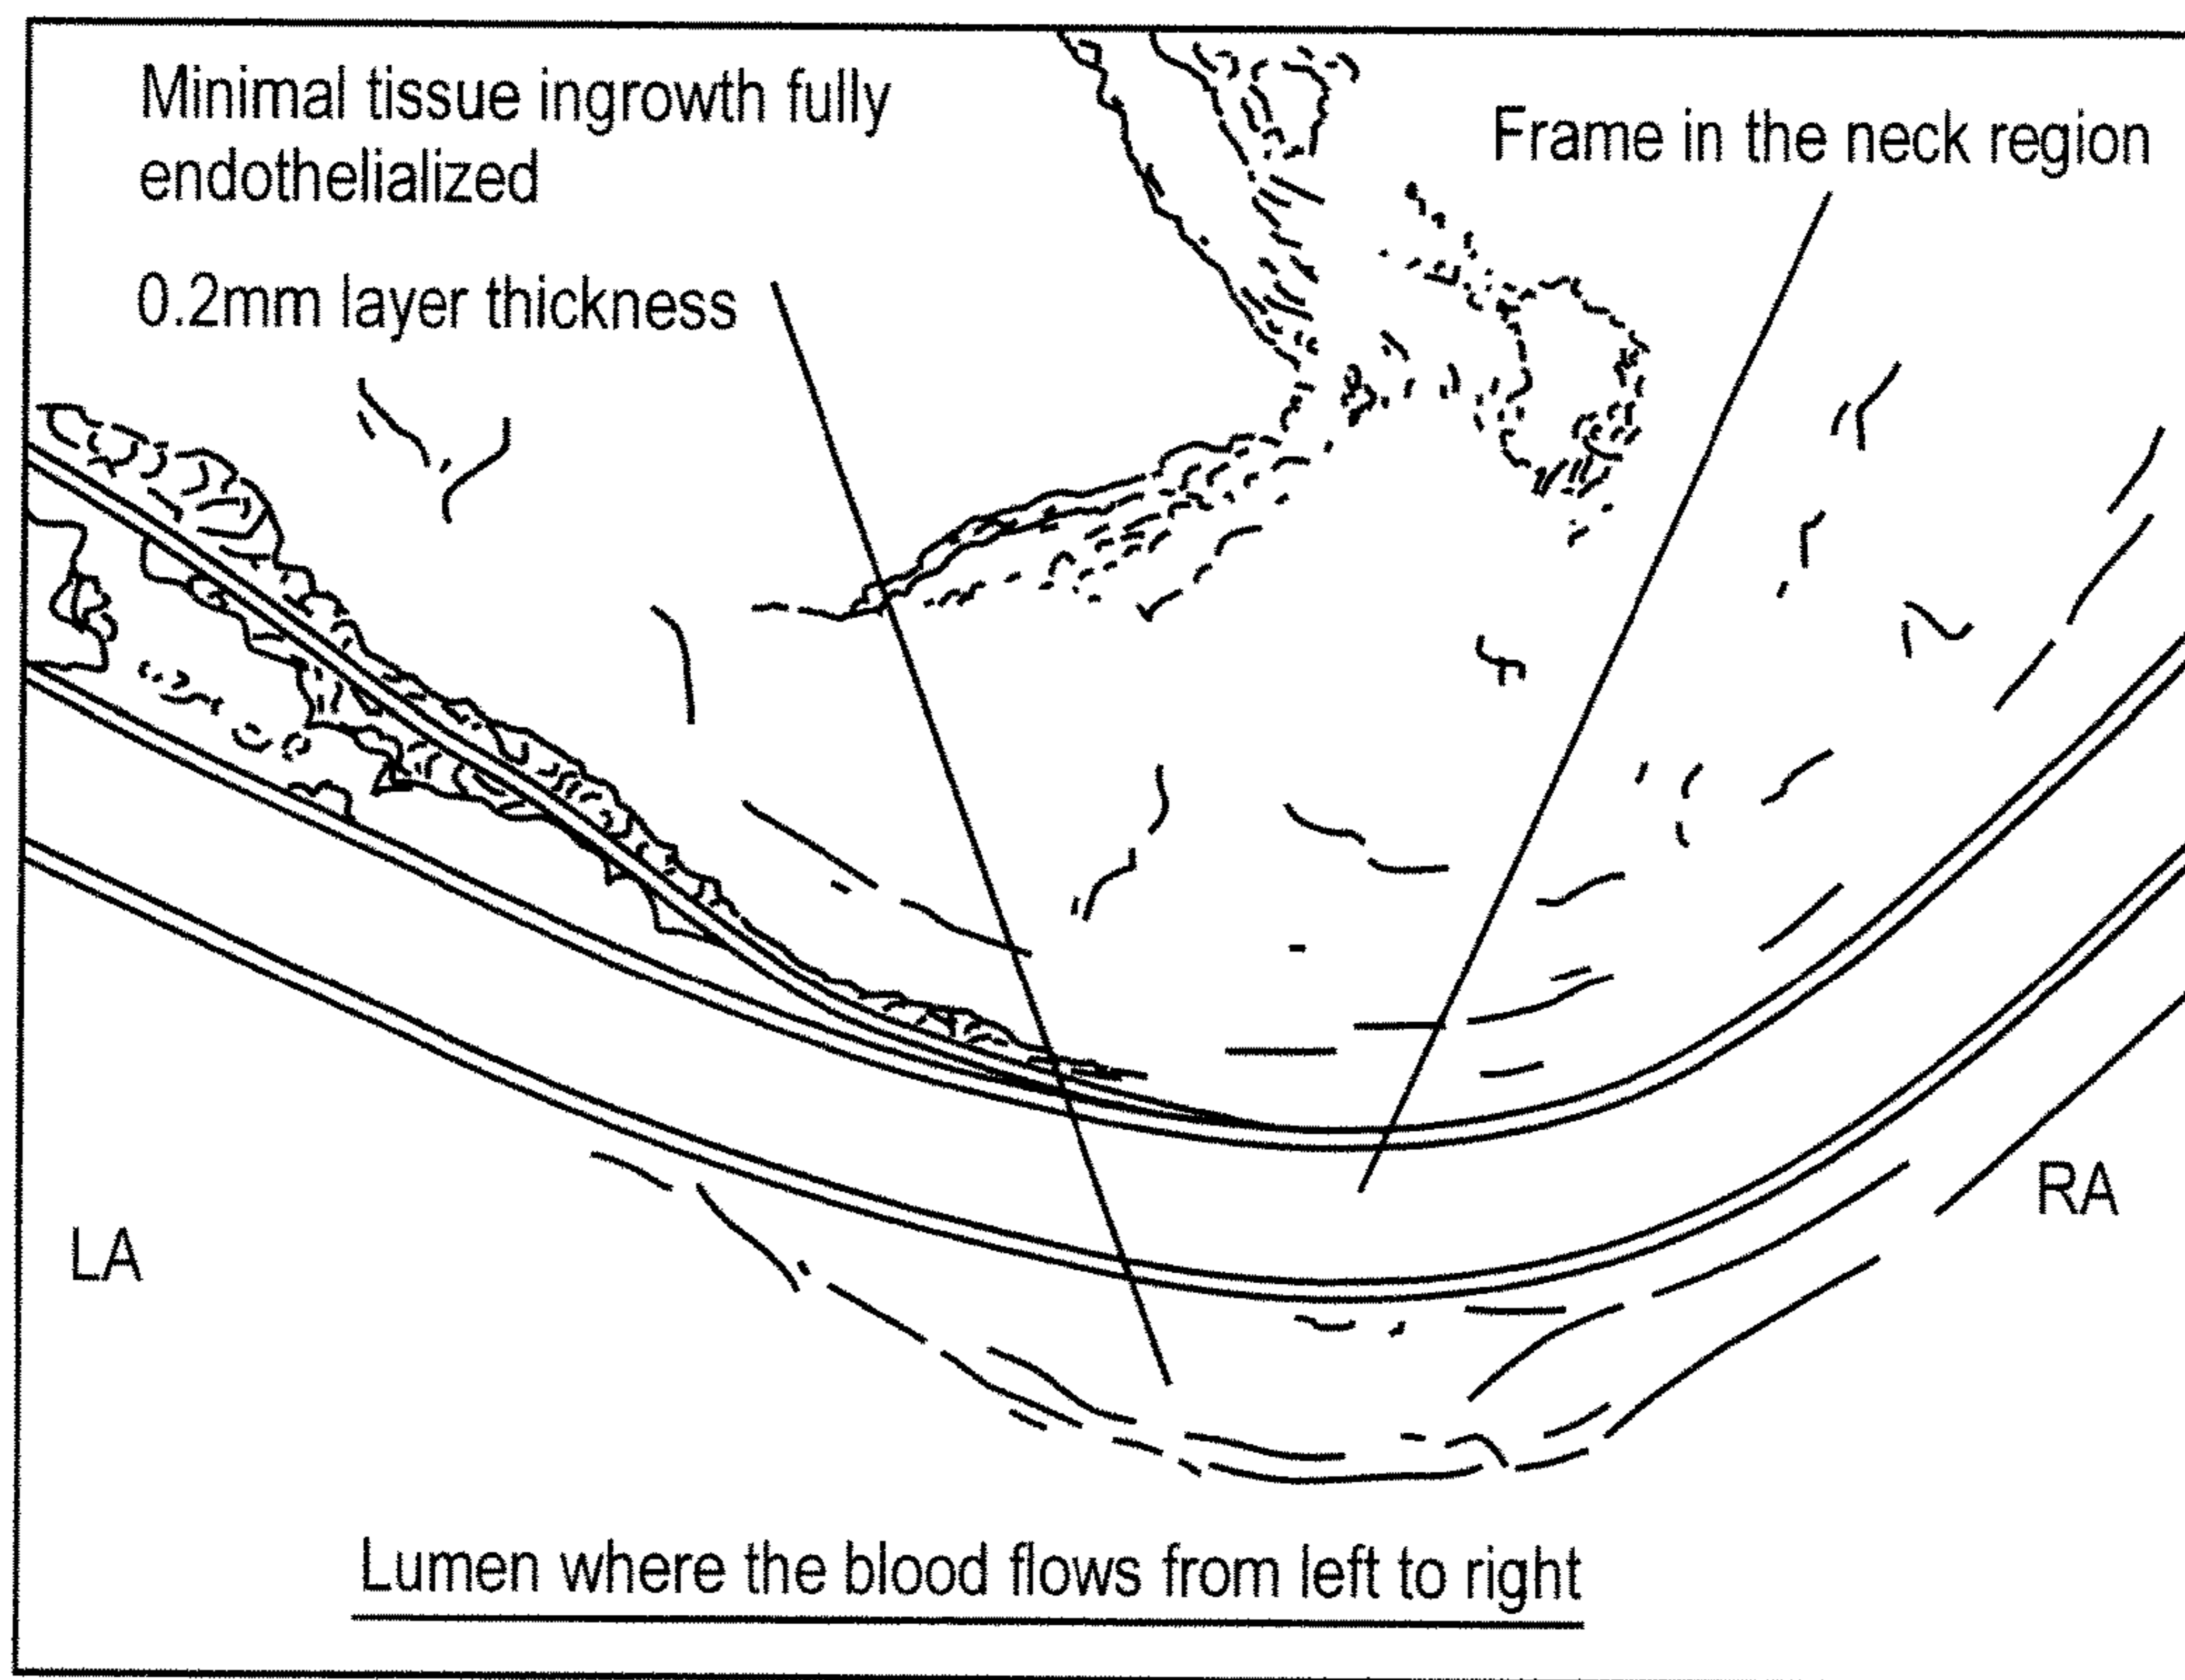 Minimal tissue ingrowth fully
endothelialized
0.2mm layer thickness
Frame in the neck region
LA
RA
Lumen where the blood flows from left to right